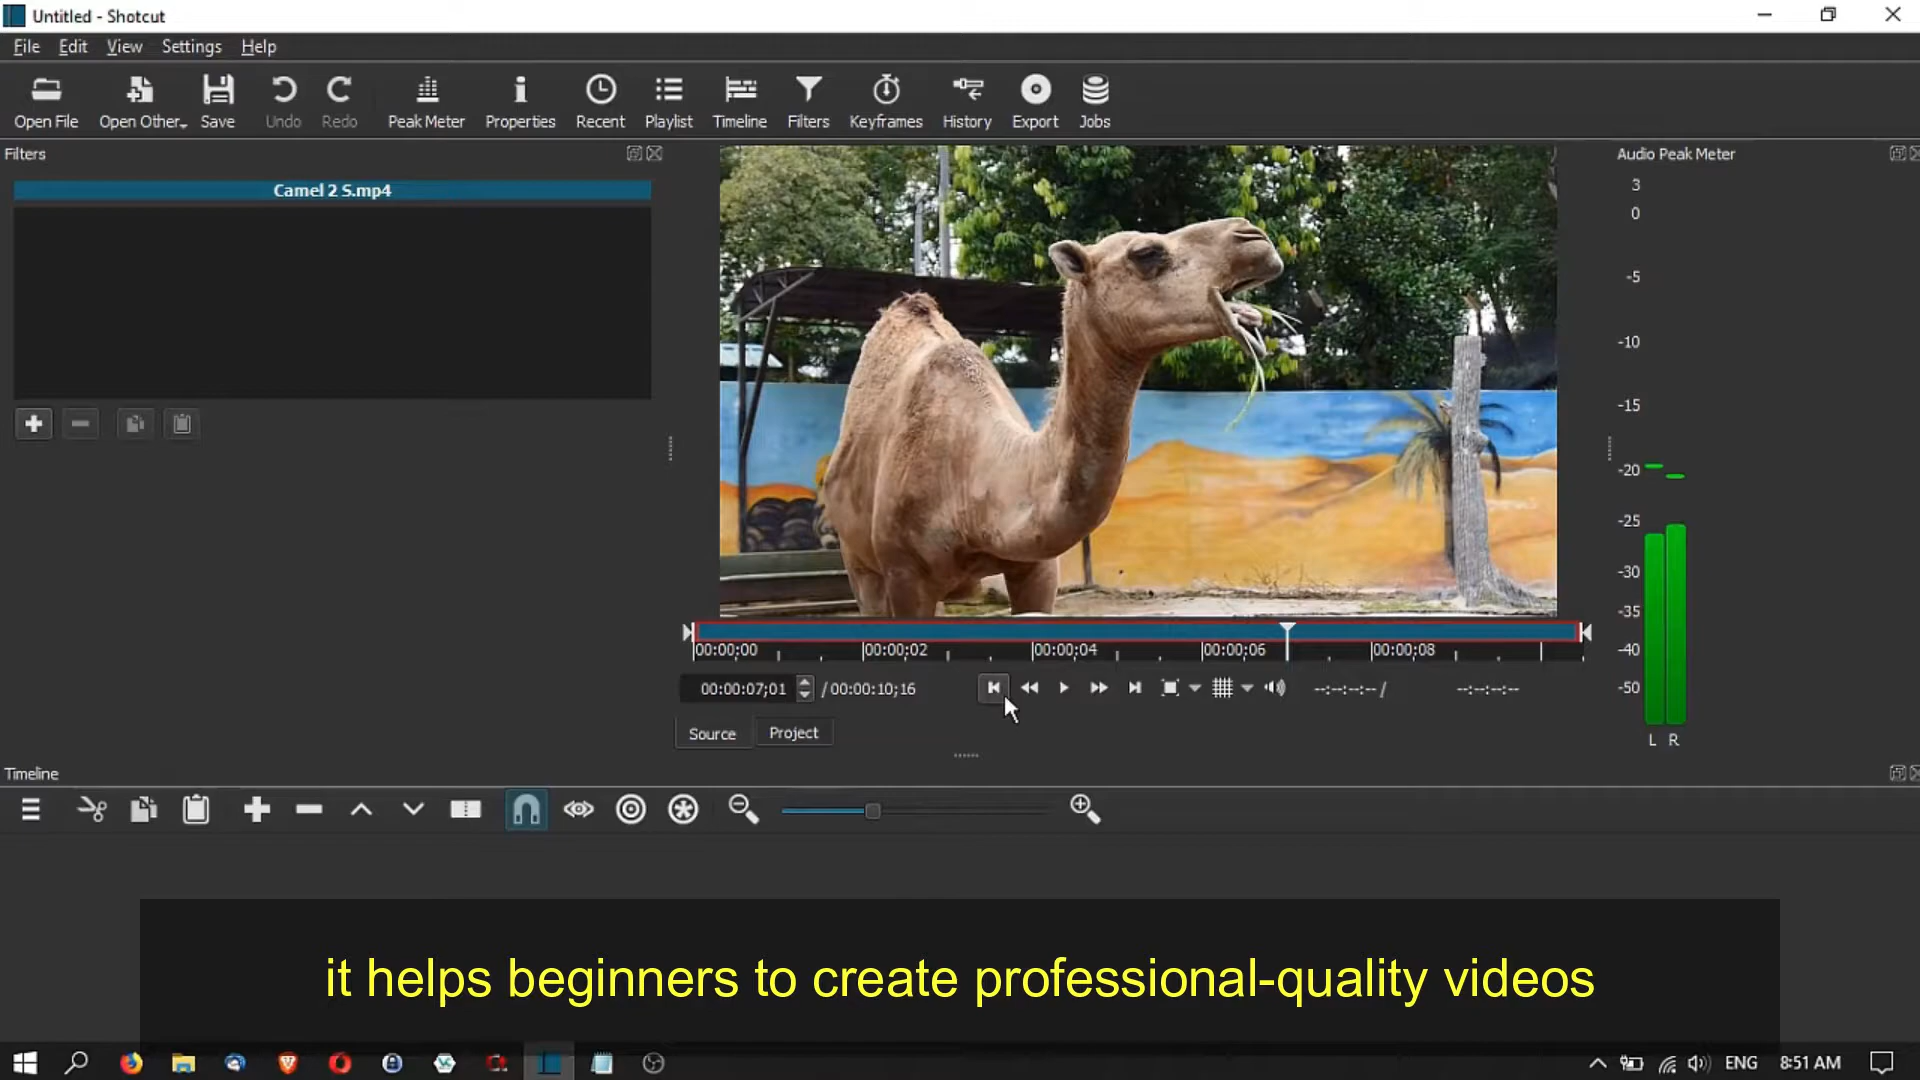 Untitled - Shotcut
File Edit View Settings Help
Open File Open Other Save Undo Redo Peak Meter Properties Recent Playlist Timeline Filters Keyframes History Export Jobs
Filters
Audio Peak Meter
Camel 2 S.mp4
3
0
-5
-10
-15
-20
-25
-30
-35
-40
-50
L R
00:00;00 00:00;02 00:00;04 00:00;06 00:00;08
00:00:07;01 /00:00:10;16 --:--:--:-- / --:--:--:--
Source Project
Timeline
it helps beginners to create professional-quality videos
ENG 8:51 AM